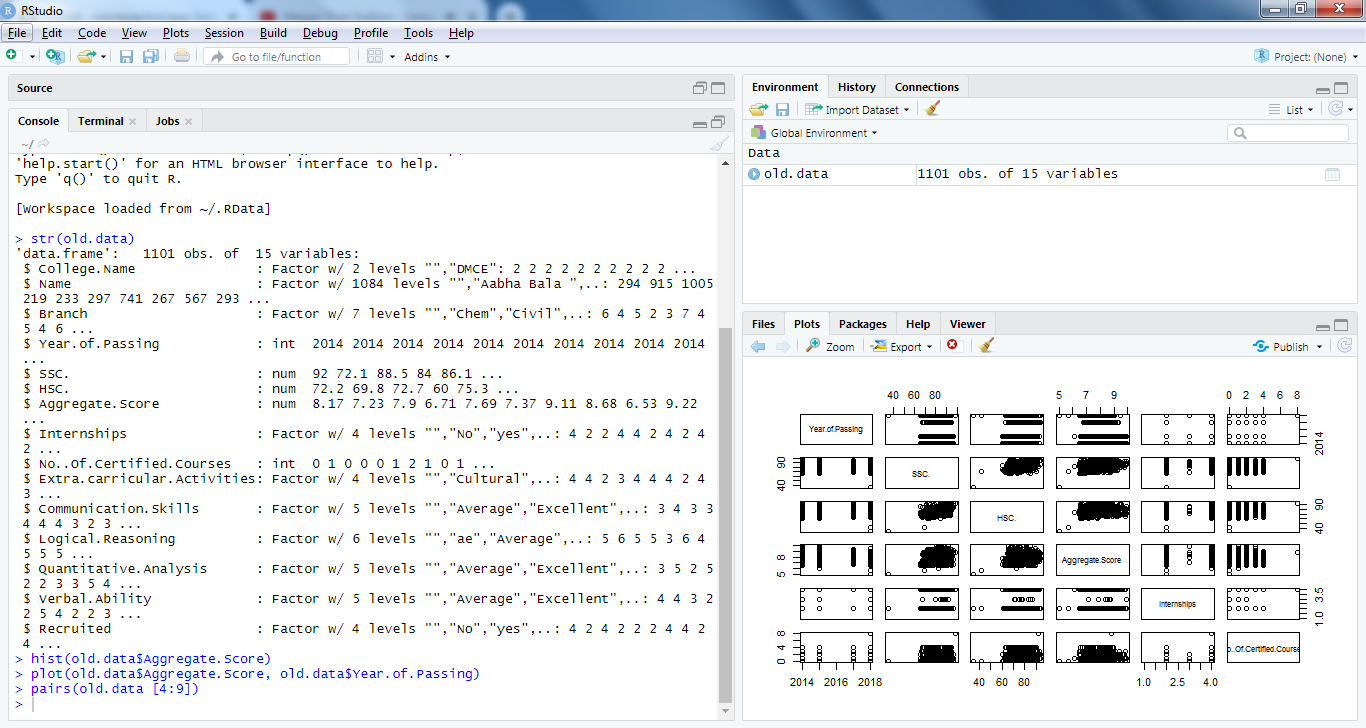 RStudio
File Edit Code View Plots Session Build Debug Profile Tools Help
Go to file/function Addins Project: (None)
Source
Console Terminal Jobs
~/
'help.start()' for an HTML browser interface to help.
Type 'q()' to quit R.
[Workspace loaded from ~/.RData]
> str(old.data)
'data.frame': 1101 obs. of 15 variables:
$ College.Name : Factor w/ 2 levels "","DMCE": 2 2 2 2 2 2 2 2 2 2 ...
$ Name : Factor w/ 1084 levels "","Aabha Bala ",..: 294 915 1005
219 233 297 741 267 567 293 ...
$ Branch : Factor w/ 7 levels "","Chem","Civil",..: 6 4 5 2 3 7 4
5 4 6 ...
$ Year.of.Passing : int 2014 2014 2014 2014 2014 2014 2014 2014 2014 2014
...
$ SSC. : num 92 72.1 88.5 84 86.1 ...
$ HSC. : num 72.2 69.8 72.7 60 75.3 ...
$ Aggregate.Score : num 8.17 7.23 7.9 6.71 7.69 7.37 9.11 8.68 6.53 9.22
...
$ Internships : Factor w/ 4 levels "","No","yes",..: 4 2 2 4 4 2 4 2 4
2 ...
$ No..Of.Certified.Courses : int 0 1 0 0 0 1 2 1 0 1 ...
$ Extra.carricular.Activities: Factor w/ 4 levels "","Cultural",..: 4 4 2 3 4 4 4 2 4
3 ...
$ Communication.Skills : Factor w/ 5 levels "","Average","Excellent",..: 3 4 3 3
4 4 4 3 2 3 ...
$ Logical.Reasoning : Factor w/ 6 levels "","ae","Average",..: 5 6 5 5 3 6 4
5 5 5 ...
$ Quantitative.Analysis : Factor w/ 5 levels "","Average","Excellent",..: 3 5 2 5
2 2 3 3 5 4 ...
$ Verbal.Ability : Factor w/ 5 levels "","Average","Excellent",..: 4 4 3 2
2 5 4 2 2 3 ...
$ Recruited : Factor w/ 4 levels "","No","yes",..: 4 2 4 2 2 2 4 4 2
4 ...
> hist(old.data$Aggregate.Score)
> plot(old.data$Aggregate.Score, old.data$Year.of.Passing)
> pairs(old.data [4:9])
>
Environment History Connections
Import Dataset List
Global Environment
Data
old.data 1101 obs. of 15 variables
Files Plots Packages Help Viewer
Zoom Export Publish
40 60 80 5 7 9 0 2 4 6 8
Year.of.Passing 2014
40 90 SSC.
HSC. 40 90
5 8 Aggregate.Score
Internships 1.0 3.5
0 4 8 o..Of.Certified.Course
2014 2016 2018 40 60 80 1.0 2.5 4.0